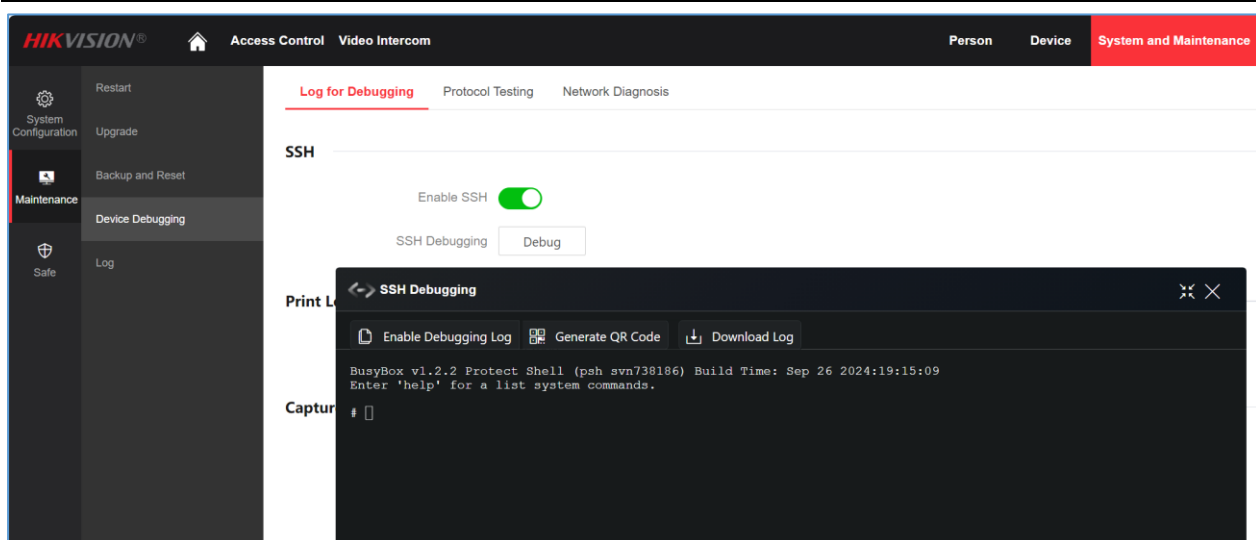 HIKVISION® Access Control Video Intercom Person Device System and Maintenance
System Configuration
Maintenance
Safe
Restart
Upgrade
Backup and Reset
Device Debugging
Log
Log for Debugging Protocol Testing Network Diagnosis
SSH
Enable SSH
SSH Debugging Debug
Print L
Captur
SSH Debugging
Enable Debugging Log Generate QR Code Download Log
BusyBox v1.2.2 Protect Shell (psh svn738186) Build Time: Sep 26 2024:19:15:09
Enter 'help' for a list system commands.
#